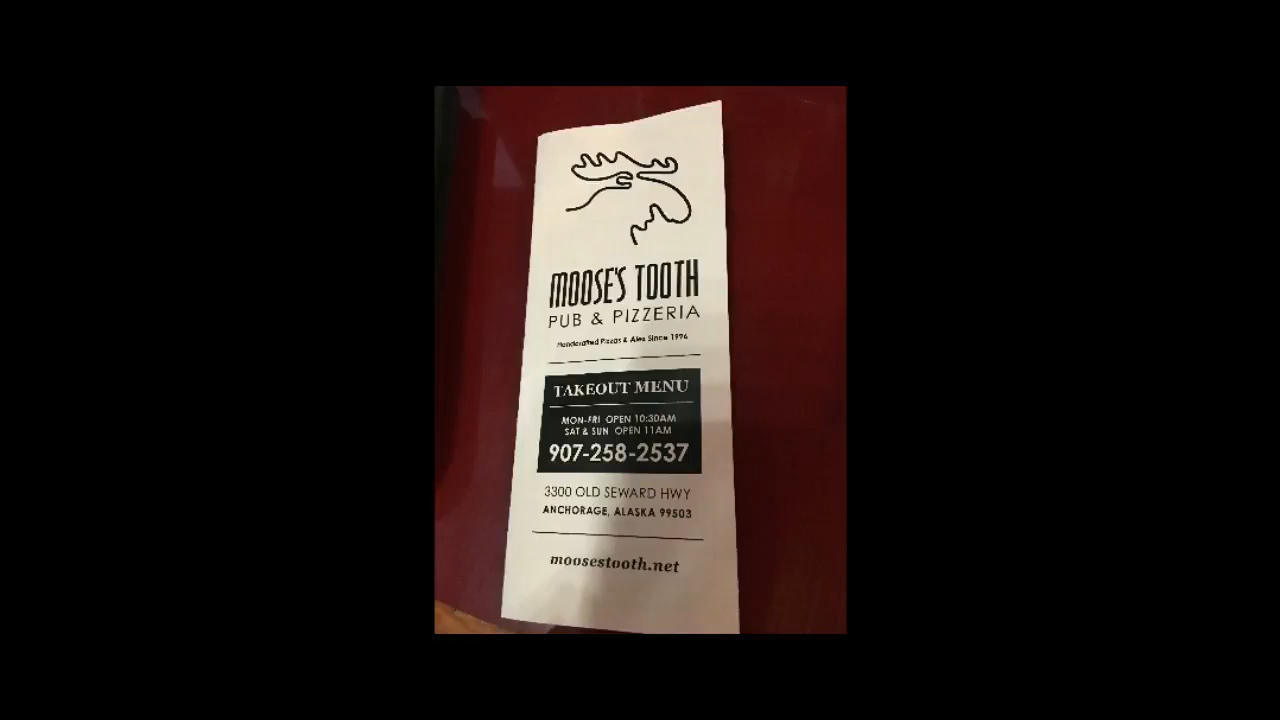 MOOSE'S TOOTH
PUB & PIZZERIA
Handcrafted Pizzas & Ales Since 1996
TAKEOUT MENU
MON-FRI OPEN 10:30AM
SAT & SUN OPEN 11AM
907-258-2537
3300 OLD SEWARD HWY
ANCHORAGE, ALASKA 99503
moosestooth.net